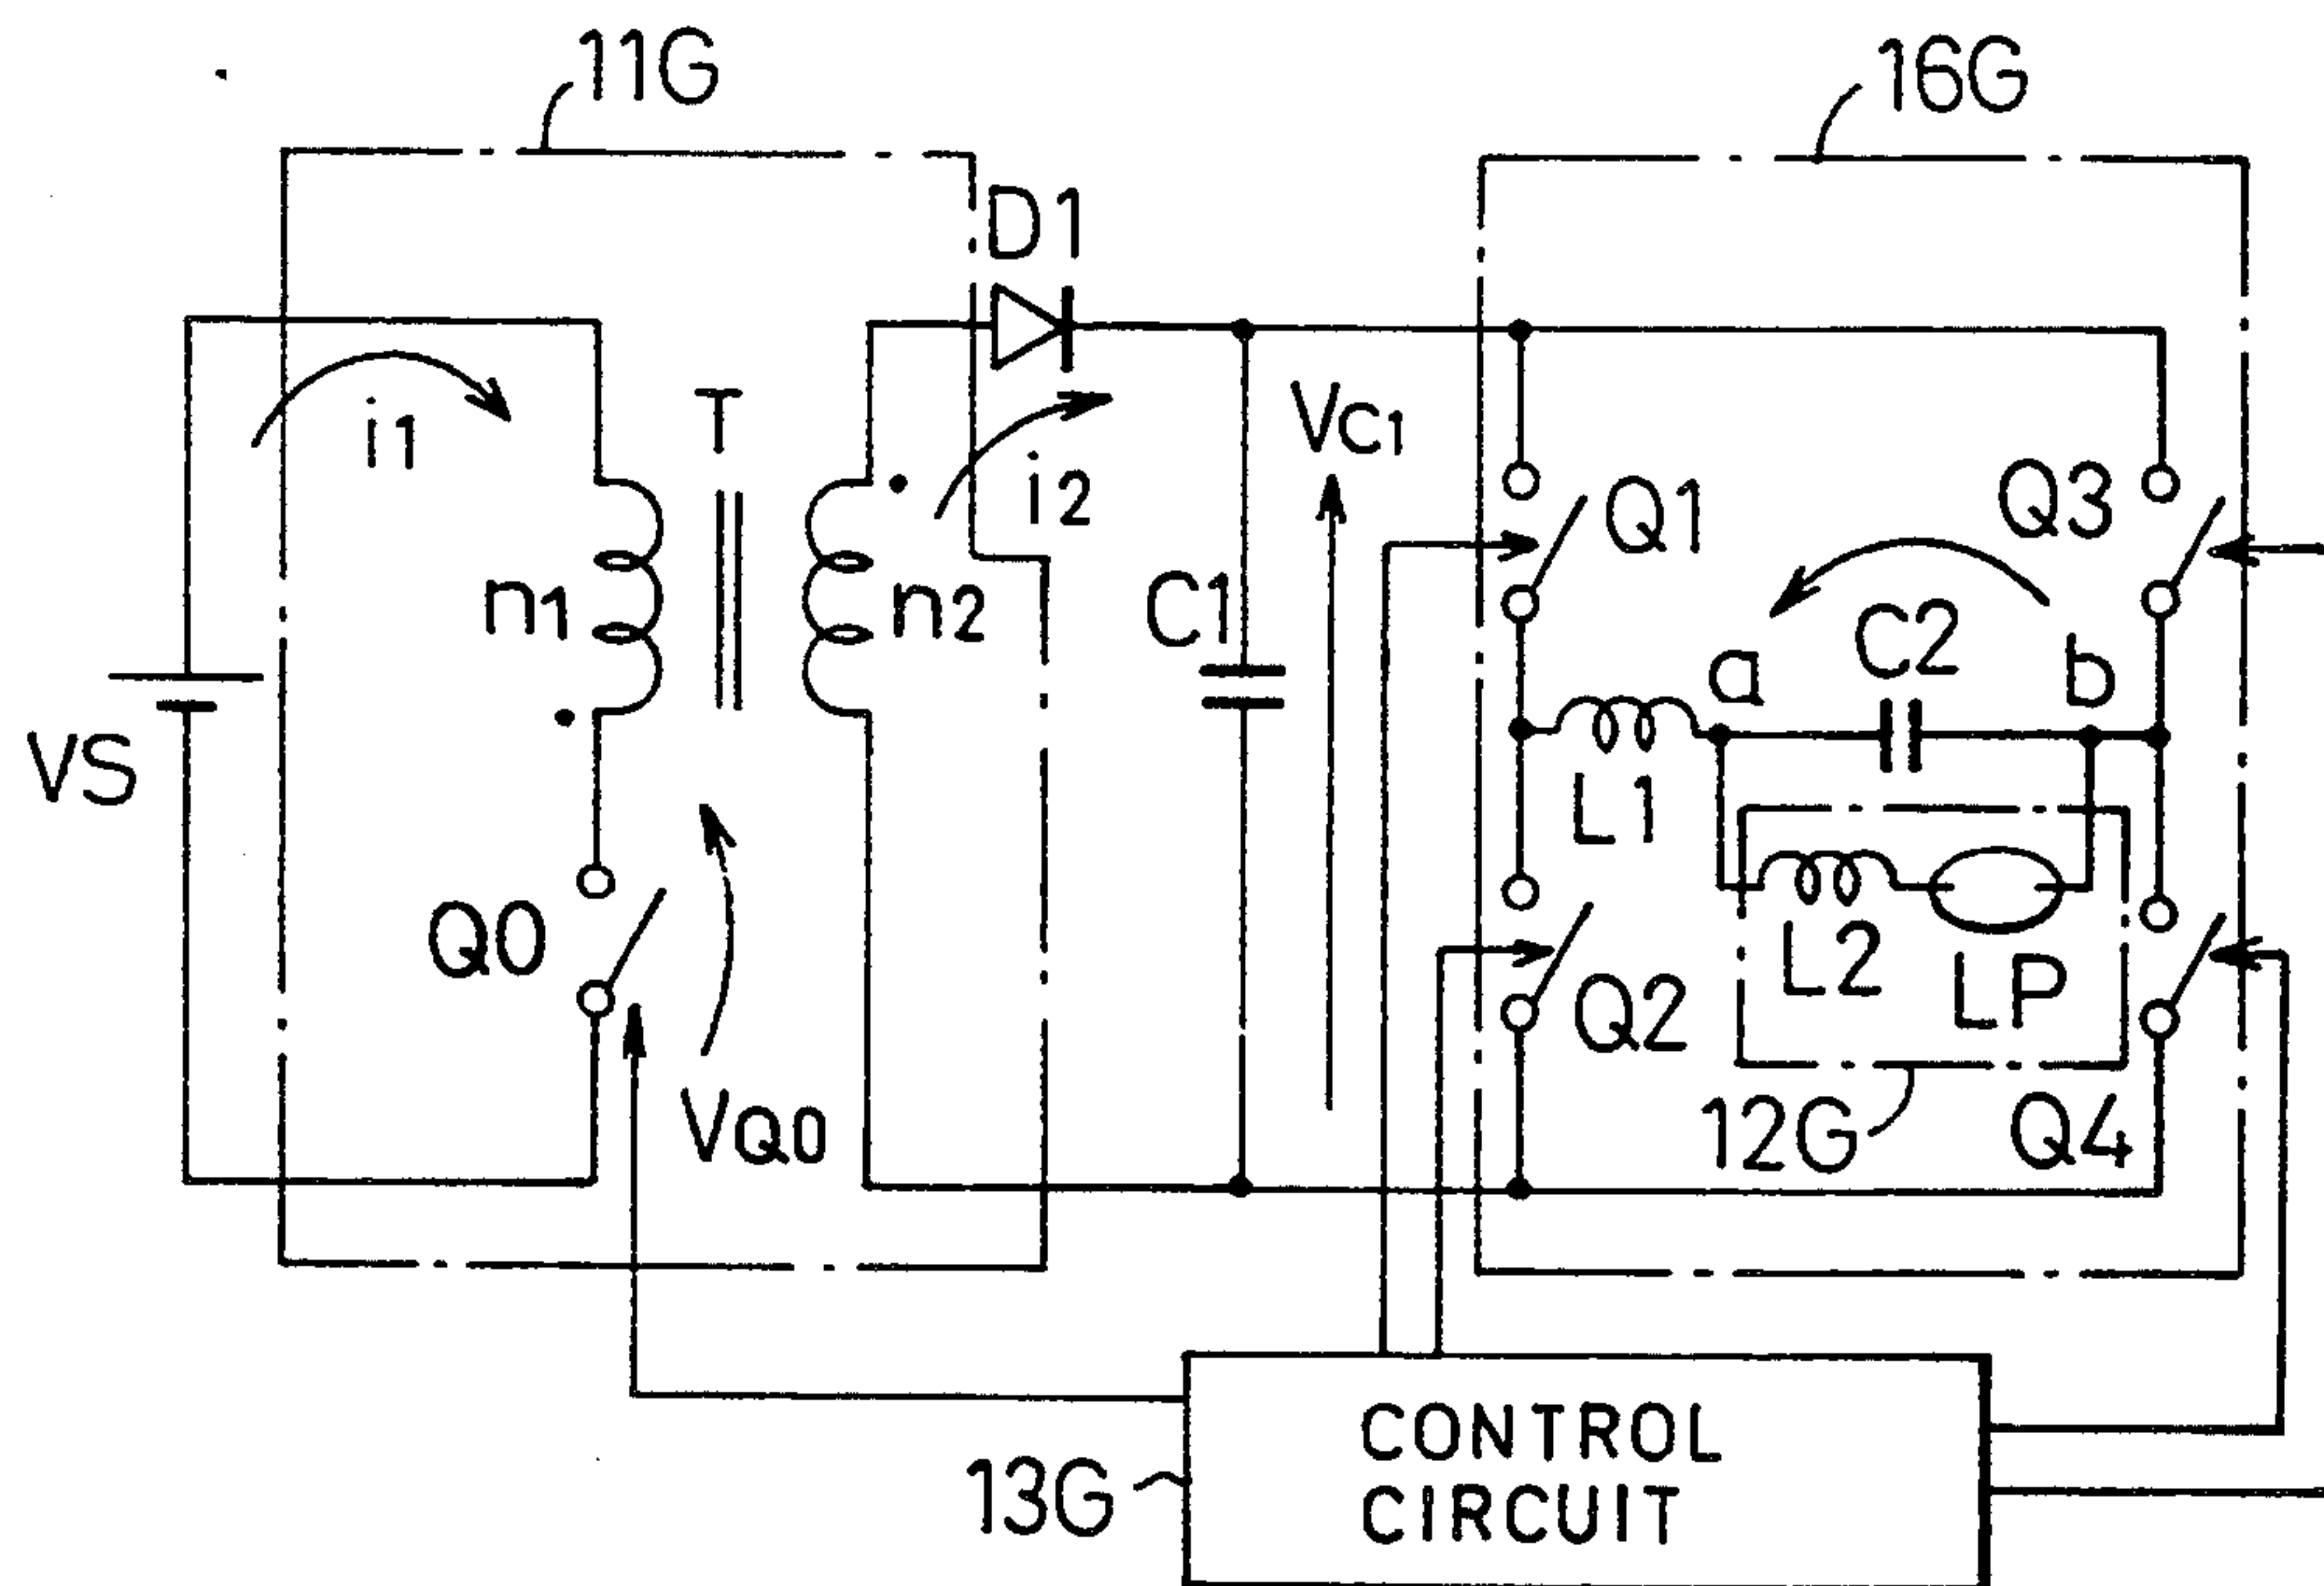 11G
16G
D1
i1
T
i2
VC1
Q1
Q3
n1
n2
C1
a
C2
b
VS
L1
Q0
L2
LP
Q2
VQ0
12G
Q4
13G
CONTROL
CIRCUIT